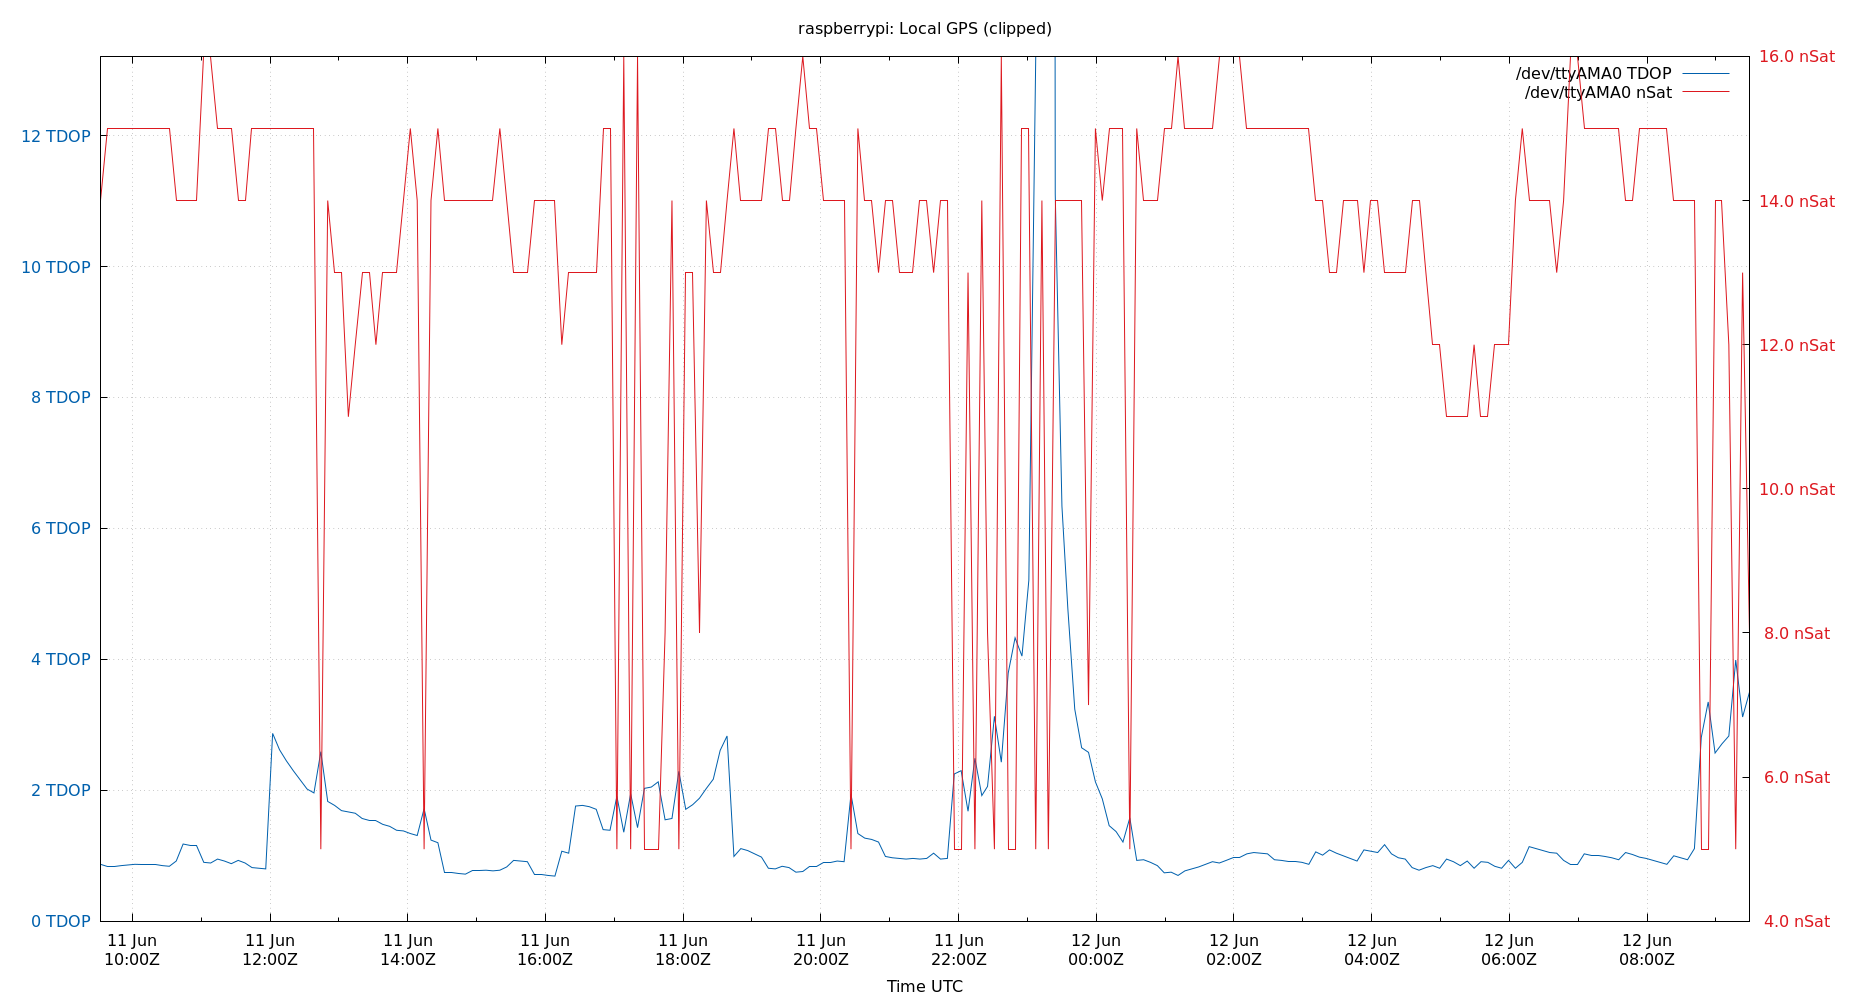 raspberrypi: Local GPS (clipped)
16.0 nSat
/dev/ttyAMA0 TDOP
/dev/ttyAMA0 nSat
12 TDOP
14.0 nSat
10 TDOP
12.0 nSat
8 TDOP
10.0 nSat
6 TDOP
8.0 nSat
4 TDOP
6.0 nSat
2 TDOP
0 TDOP
4.0 nSat
11 Jun 11 Jun 11 Jun 11 Jun 11 Jun 11 Jun 11 Jun 12 Jun 12 Jun 12 Jun 12 Jun 12 Jun
10:00Z 12:00Z 14:00Z 16:00Z 18:00Z 20:00Z 22:00Z 00:00Z 02:00Z 04:00Z 06:00Z 08:00Z
Time UTC